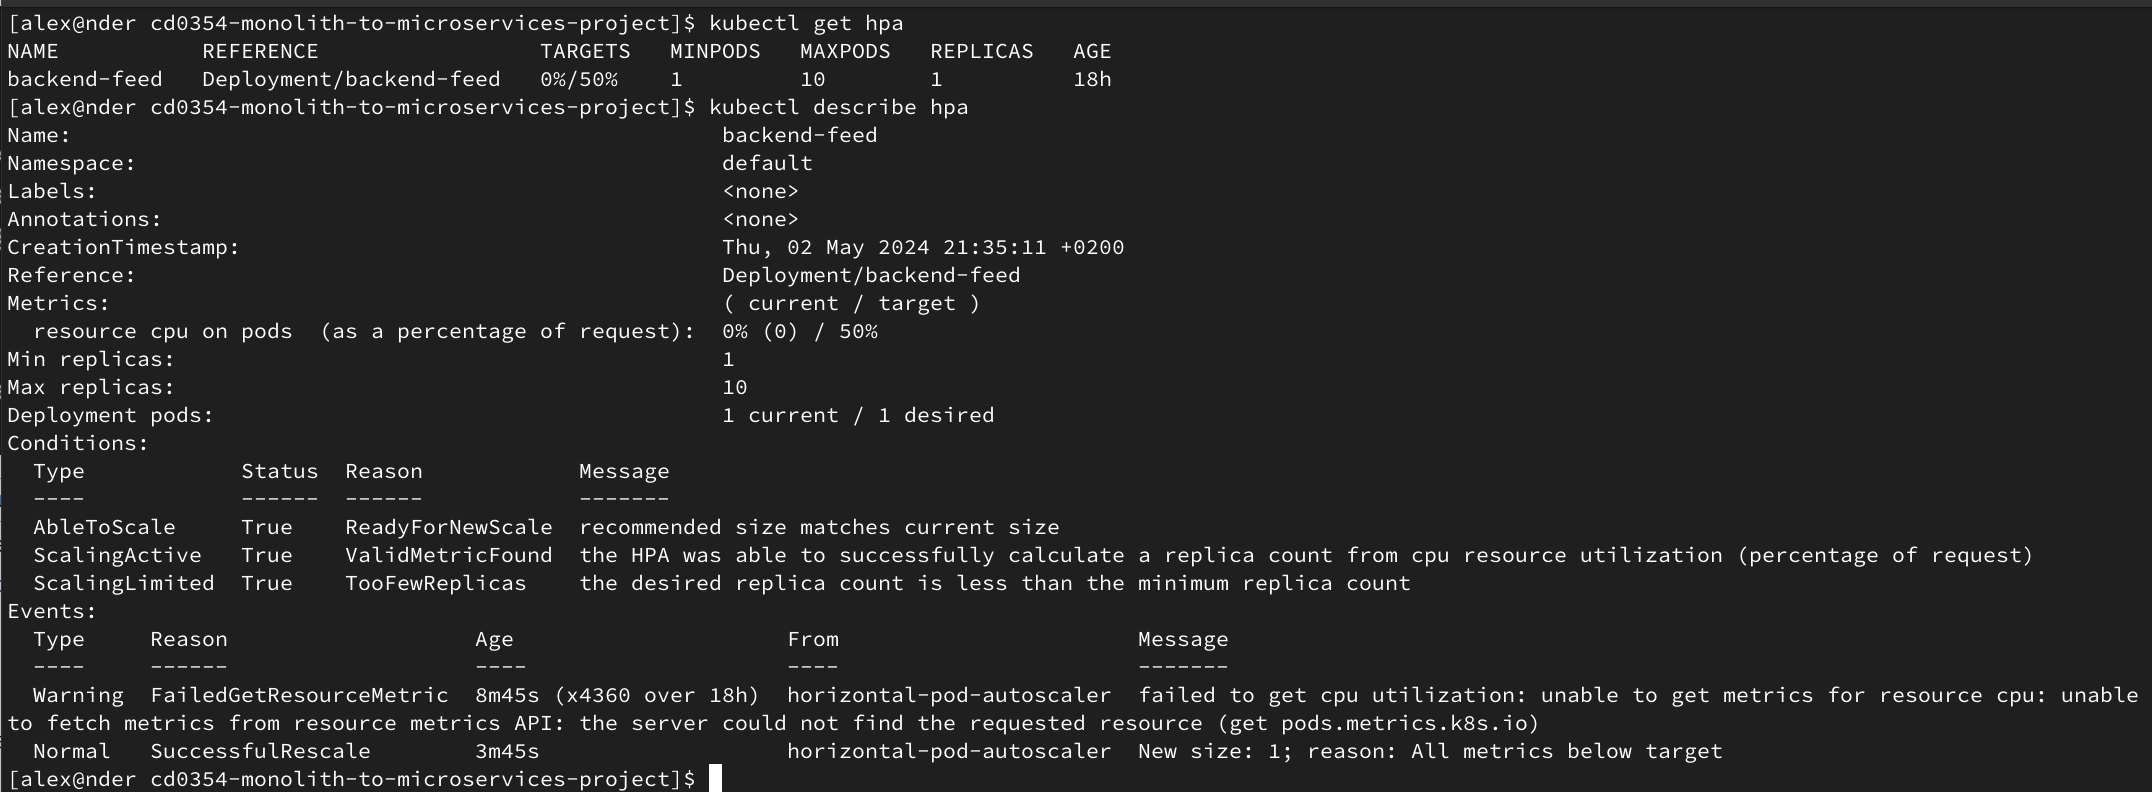 [alex@nder cd0354-monolith-to-microservices-project]$ kubectl get hpa
NAME           REFERENCE                 TARGETS   MINPODS   MAXPODS   REPLICAS   AGE
backend-feed   Deployment/backend-feed   0%/50%    1         10        1          18h
[alex@nder cd0354-monolith-to-microservices-project]$ kubectl describe hpa
Name:                                                  backend-feed
Namespace:                                             default
Labels:                                                <none>
Annotations:                                           <none>
CreationTimestamp:                                     Thu, 02 May 2024 21:35:11 +0200
Reference:                                             Deployment/backend-feed
Metrics:                                               ( current / target )
  resource cpu on pods  (as a percentage of request):  0% (0) / 50%
Min replicas:                                          1
Max replicas:                                          10
Deployment pods:                                       1 current / 1 desired
Conditions:
  Type            Status  Reason            Message
  ----            ------  ------            -------
  AbleToScale     True    ReadyForNewScale  recommended size matches current size
  ScalingActive   True    ValidMetricFound  the HPA was able to successfully calculate a replica count from cpu resource utilization (percentage of request)
  ScalingLimited  True    TooFewReplicas    the desired replica count is less than the minimum replica count
Events:
  Type     Reason                   Age                     From                       Message
  ----     ------                   ----                    ----                       -------
  Warning  FailedGetResourceMetric  8m45s (x4360 over 18h)  horizontal-pod-autoscaler  failed to get cpu utilization: unable to get metrics for resource cpu: unable
to fetch metrics from resource metrics API: the server could not find the requested resource (get pods.metrics.k8s.io)
  Normal   SuccessfulRescale        3m45s                   horizontal-pod-autoscaler  New size: 1; reason: All metrics below target
[alex@nder cd0354-monolith-to-microservices-project]$